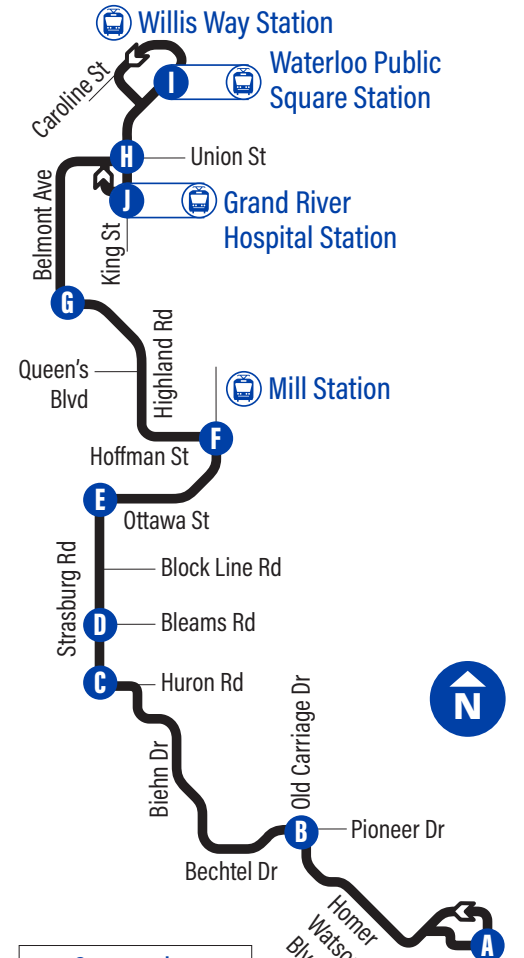 Willis Way Station
Waterloo Public
Square Station
Caroline St
I
H
Union St
J
Grand River
Hospital Station
Belmont Ave
King St
G
Queen's
Blvd
Highland Rd
Mill Station
F
Hoffman St
E
Ottawa St
Strasburg Rd
Block Line Rd
D
Bleams Rd
C
Huron Rd
N
Biehn Dr
Old Carriage Dr
B
Pioneer Dr
Bechtel Dr
Homer
A